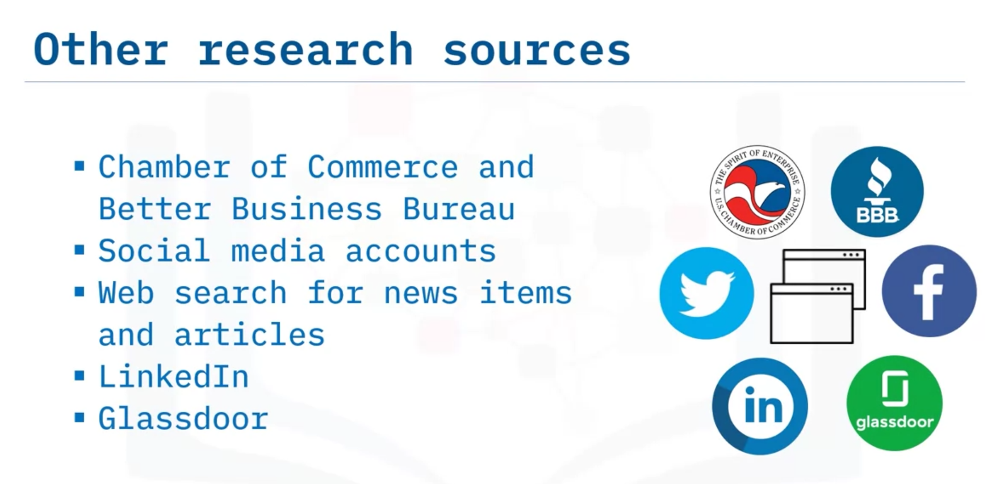 Other research sources
▪ Chamber of Commerce and
Better Business Bureau
▪ Social media accounts
▪ Web search for news items
and articles
▪ LinkedIn
▪ Glassdoor
THE SPIRIT OF ENTERPRISE
U.S. CHAMBER OF COMMERCE
BBB
f
in
glassdoor